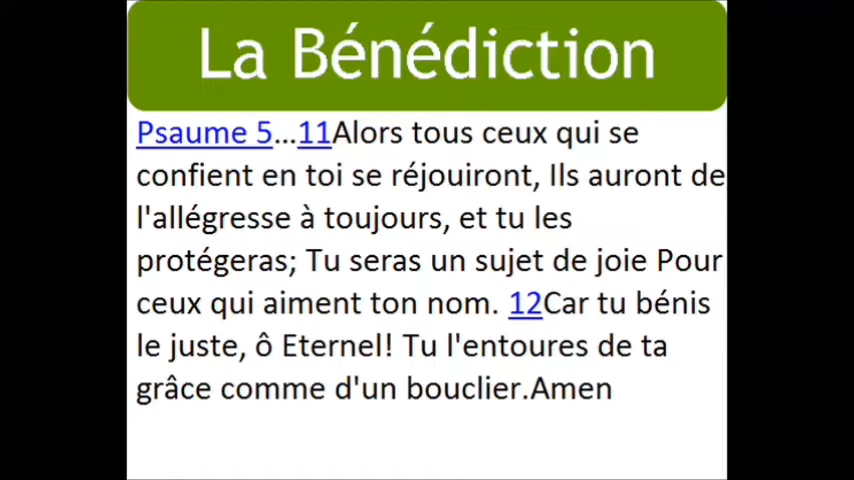 La Bénédiction
Psaume 5...11Alors tous ceux qui se
confient en toi se réjouiront, Ils auront de
l'allégresse à toujours, et tu les
protégeras; Tu seras un sujet de joie Pour
ceux qui aiment ton nom. 12Car tu bénis
le juste, ô Eternel! Tu l'entoures de ta
grâce comme d'un bouclier.Amen